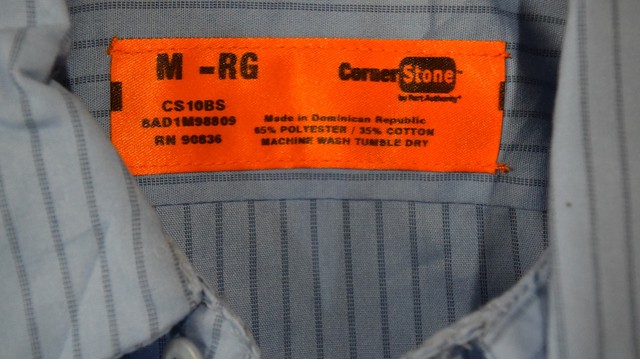 M -RG
CornerStone™
by Port Authority®
CS10BS
8AD1M98809
RN 90836
Made in Dominican Republic
65% POLYESTER / 35% COTTON
MACHINE WASH TUMBLE DRY